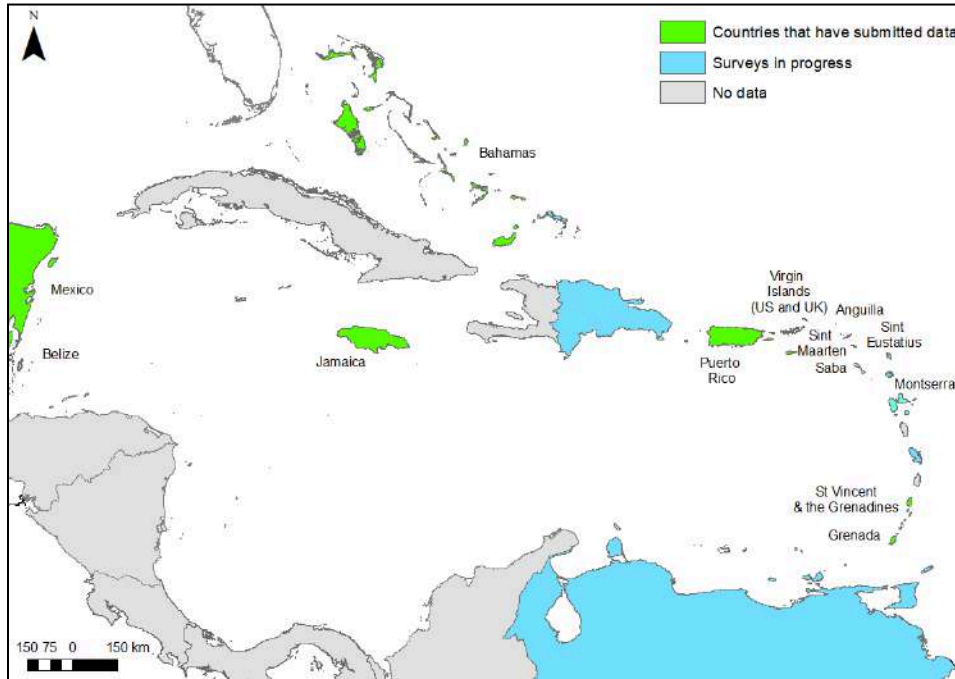 N
Countries that have submitted data
Surveys in progress
No data
Bahamas
Mexico
Belize
Jamaica
Puerto
Rico
Virgin
Islands
(US and UK)
Anguilla
Sint
Maarten
Saba
Sint
Eustatius
Montserra
St Vincent
& the Grenadines
Grenada
150 75 0 150 km